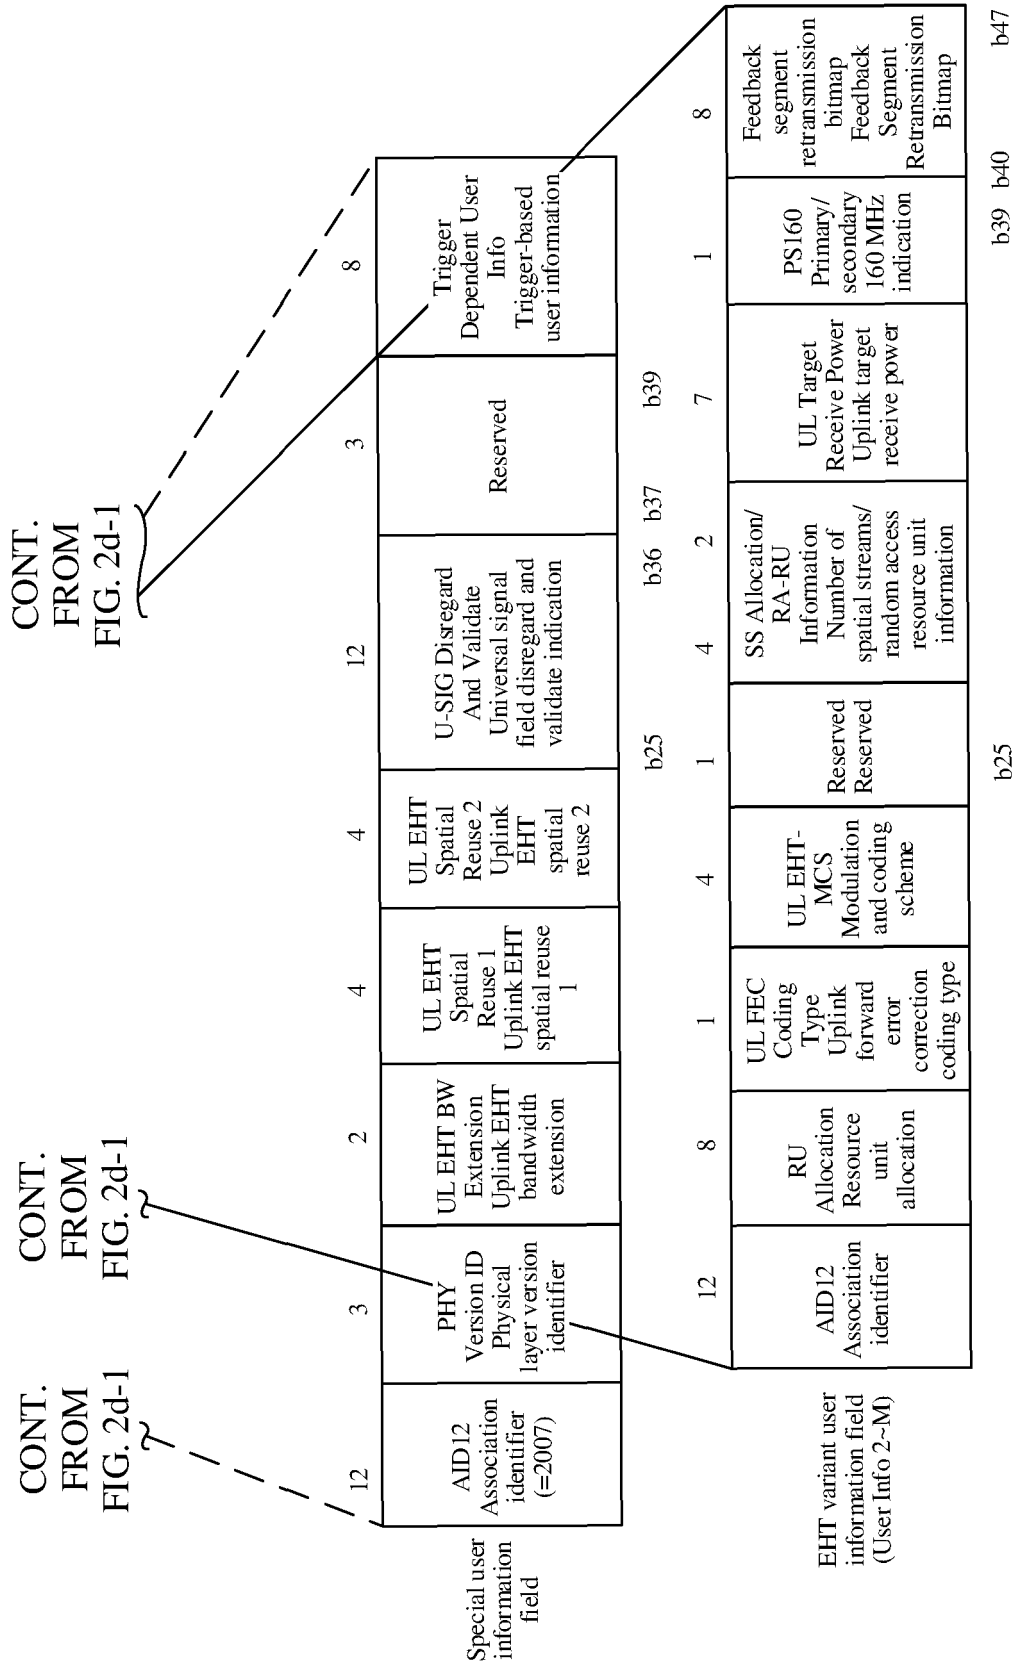 CONT.
FROM
FIG. 2d-1
CONT.
FROM
FIG. 2d-1
CONT.
FROM
FIG. 2d-1
12
3
2
4
4
12
3
8
Special user
information
field
AID12
Association
identifier
(=2007)
PHY
Version ID
Physical
layer version
identifier
UL EHT BW
Extension
Uplink EHT
bandwidth
extension
UL EHT
Spatial
Reuse 1
Uplink EHT
spatial reuse
1
UL EHT
Spatial
Reuse 2
Uplink
EHT
spatial
reuse 2
U-SIG Disregard
And Validate
Universal signal
field disregard and
validate indication
Reserved
Trigger
Dependent User
Info
Trigger-based
user information
b25
b36
b37
b39
12
8
1
4
1
4
2
7
1
8
EHT variant user
information field
(User Info 2~M)
AID12
Association
identifier
RU
Allocation
Resource
unit
allocation
UL FEC
Coding
Type
Uplink
forward
error
correction
coding type
UL EHT-
MCS
Modulation
and coding
scheme
Reserved
Reserved
SS Allocation/
RA-RU
Information
Number of
spatial streams/
random access
resource unit
information
UL Target
Receive Power
Uplink target
receive power
PS160
Primary/
secondary
160 MHz
indication
Feedback
segment
retransmission
bitmap
Feedback
Segment
Retransmission
Bitmap
b25
b39
b40
b47